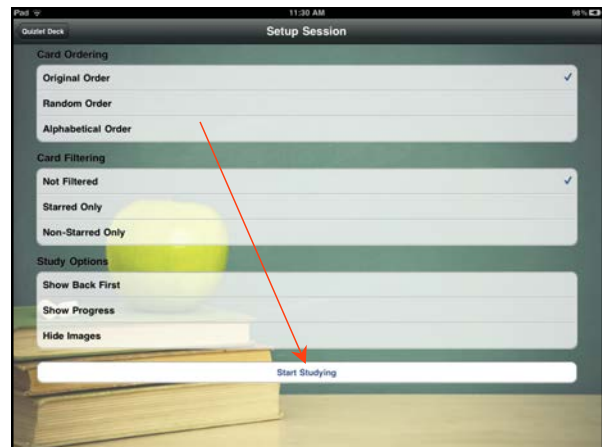 Pad 11:30 AM 98%
Quizlet Deck Setup Session
Card Ordering
Original Order
Random Order
Alphabetical Order
Card Filtering
Not Filtered
Starred Only
Non-Starred Only
Study Options
Show Back First
Show Progress
Hide Images
Start Studying